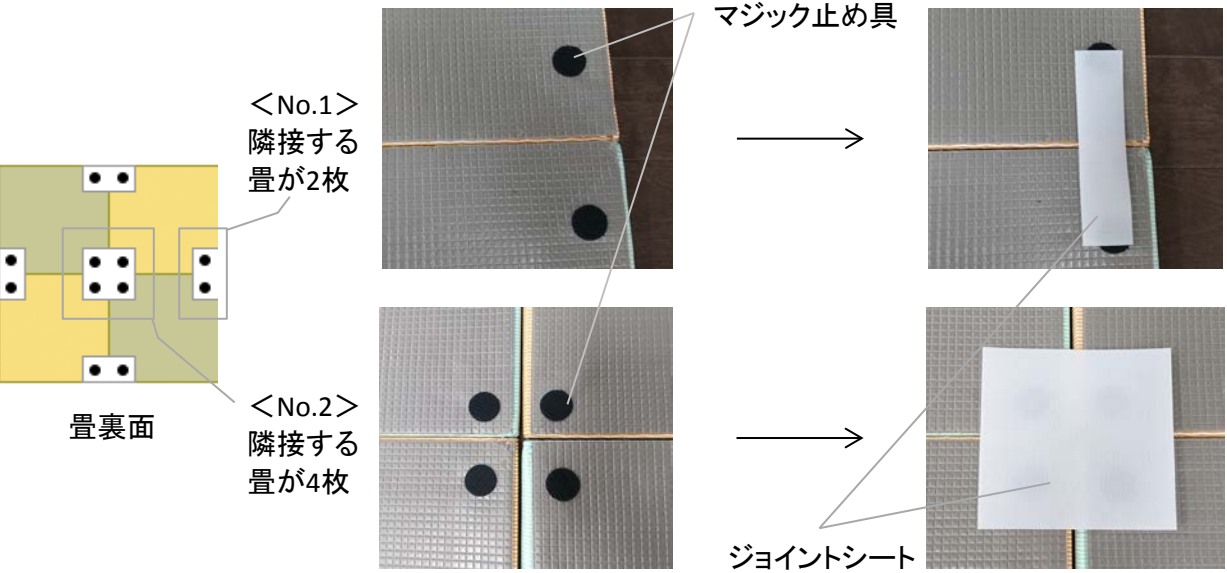 マジック止め具
＜No.1＞
隣接する
畳が2枚
畳裏面
＜No.2＞
隣接する
畳が4枚
ジョイントシート